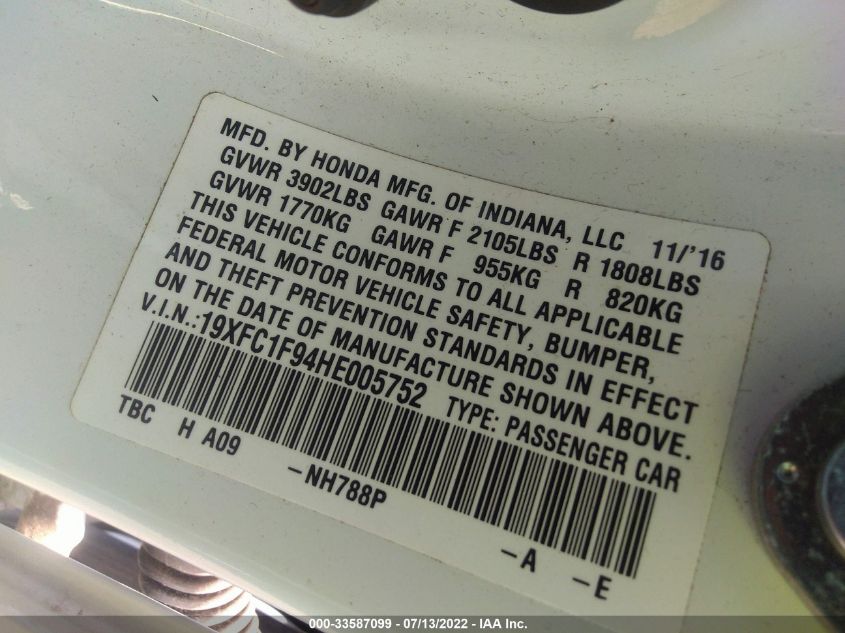 MFD. BY HONDA MFG. OF INDIANA, LLC 11/'16
GVWR 3902LBS GAWR F 2105LBS R 1808LBS
GVWR 1770KG GAWR F 955KG R 820KG
THIS VEHICLE CONFORMS TO ALL APPLICABLE
FEDERAL MOTOR VEHICLE SAFETY, BUMPER,
AND THEFT PREVENTION STANDARDS IN EFFECT
ON THE DATE OF MANUFACTURE SHOWN ABOVE.
V.I.N.:19XFC1F94HE005752 TYPE: PASSENGER CAR
TBC H A09 -NH788P -A -E
000-33587099 - 07/13/2022 - IAA Inc.